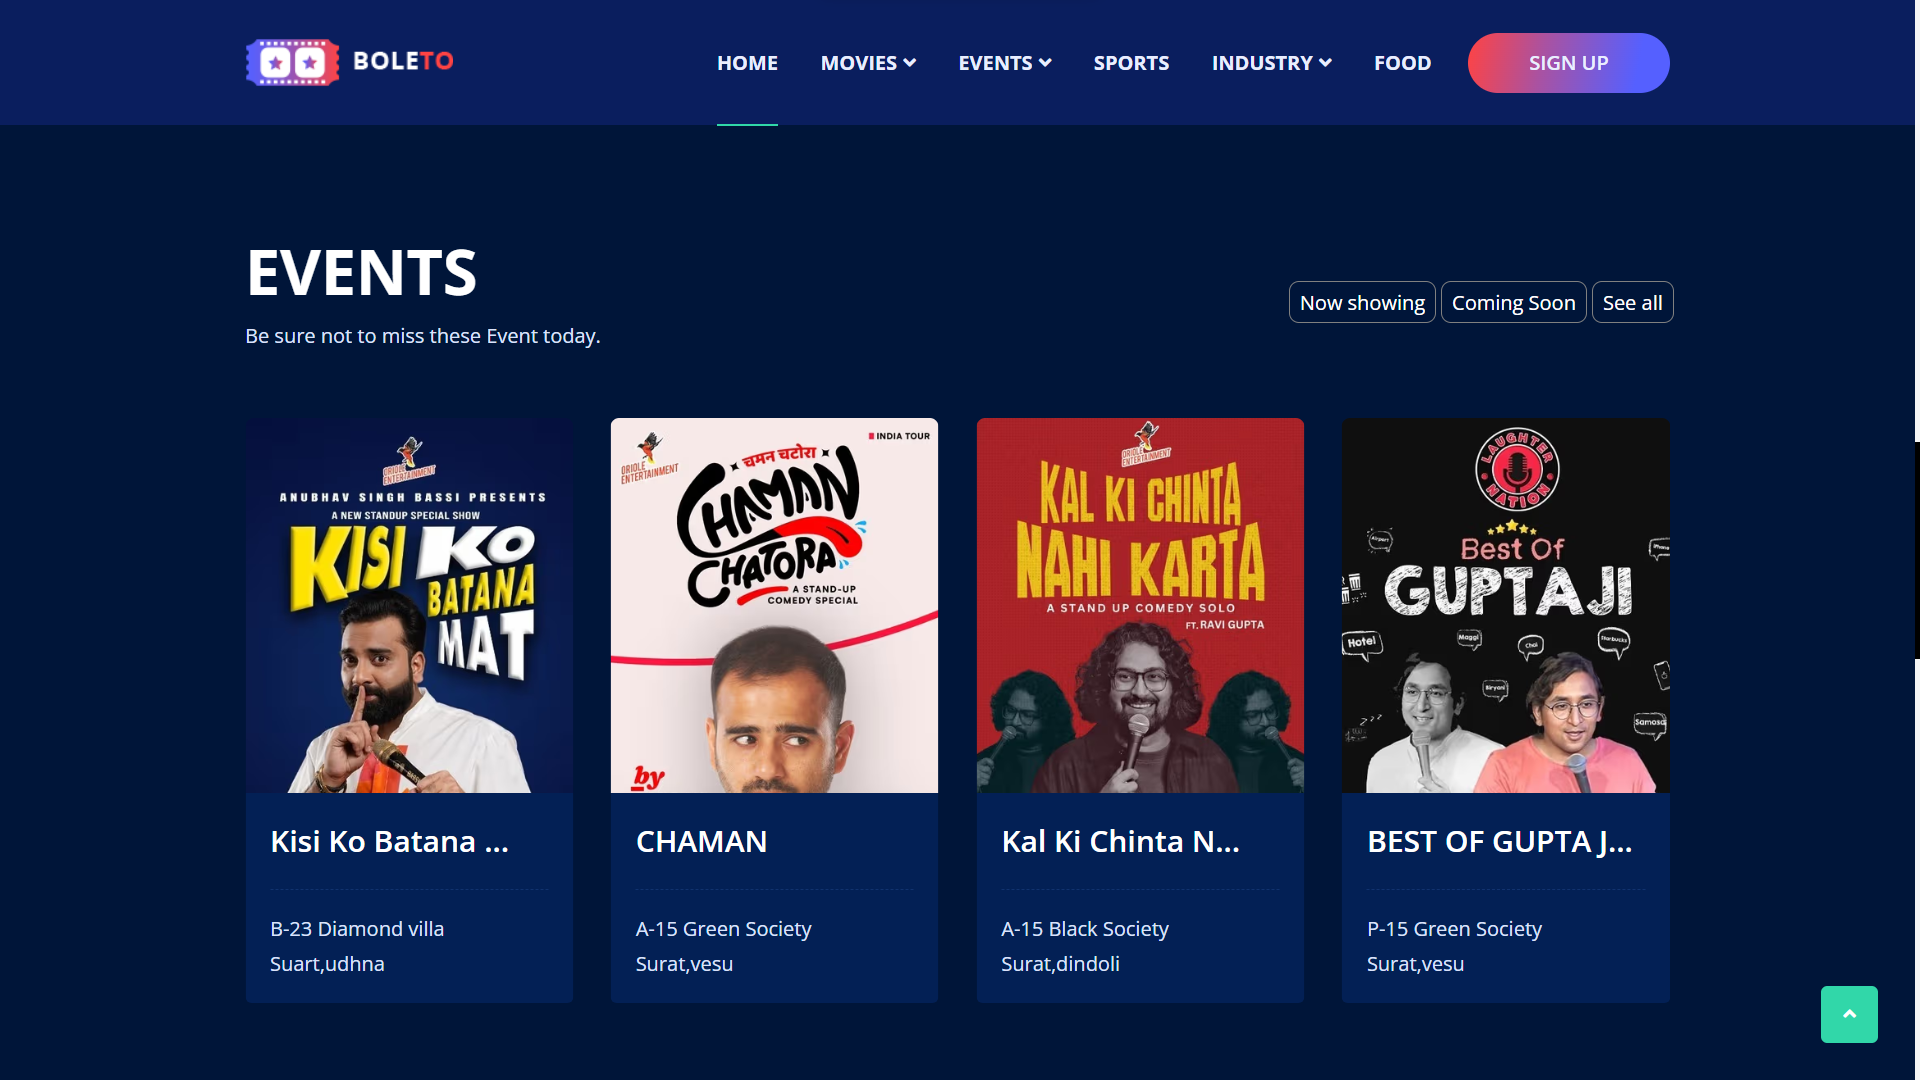 BOLETO
HOME
MOVIES
EVENTS
SPORTS
INDUSTRY
FOOD
SIGN UP
EVENTS
Be sure not to miss these Event today.
Now showing
Coming Soon
See all
ORIOLE
ENTERTAINMENT
ANUBHAV SINGH BASSI PRESENTS
A NEW STANDUP SPECIAL SHOW
KISI KO
BATANA
MAT
Kisi Ko Batana ...
B-23 Diamond villa
Suart,udhna
INDIA TOUR
ORIOLE
ENTERTAINMENT
चमन चटोरा
CHAMAN
CHATORA
A STAND-UP
COMEDY SPECIAL
by
CHAMAN
A-15 Green Society
Surat,vesu
ORIOLE
ENTERTAINMENT
KAL KI CHINTA
NAHI KARTA
A STAND UP COMEDY SOLO
FT. RAVI GUPTA
Kal Ki Chinta N...
A-15 Black Society
Surat,dindoli
LAUGHTER
NATION
Best Of
GUPTAJI
Airport
iPhone
Hotel
Maggi
Chai
Starbucks
Biryani
Samosa
zzz
BEST OF GUPTA J...
P-15 Green Society
Surat,vesu